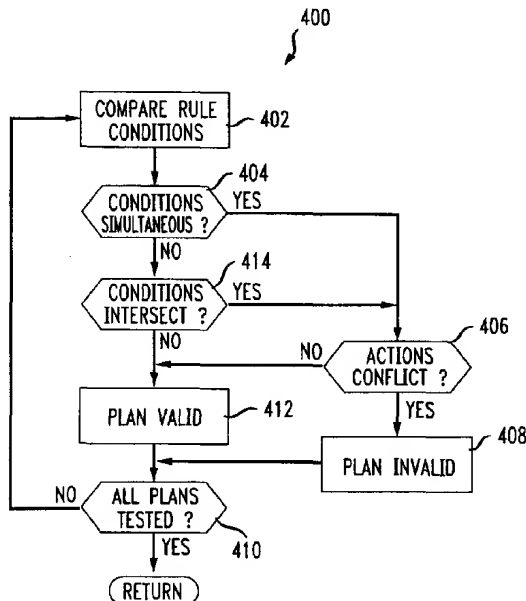 400
COMPARE RULE
CONDITIONS
402
404
CONDITIONS
SIMULTANEOUS ?
YES
NO
414
CONDITIONS
INTERSECT ?
YES
NO
406
ACTIONS
CONFLICT ?
NO
YES
PLAN VALID
412
408
PLAN INVALID
ALL PLANS
TESTED ?
NO
410
YES
RETURN